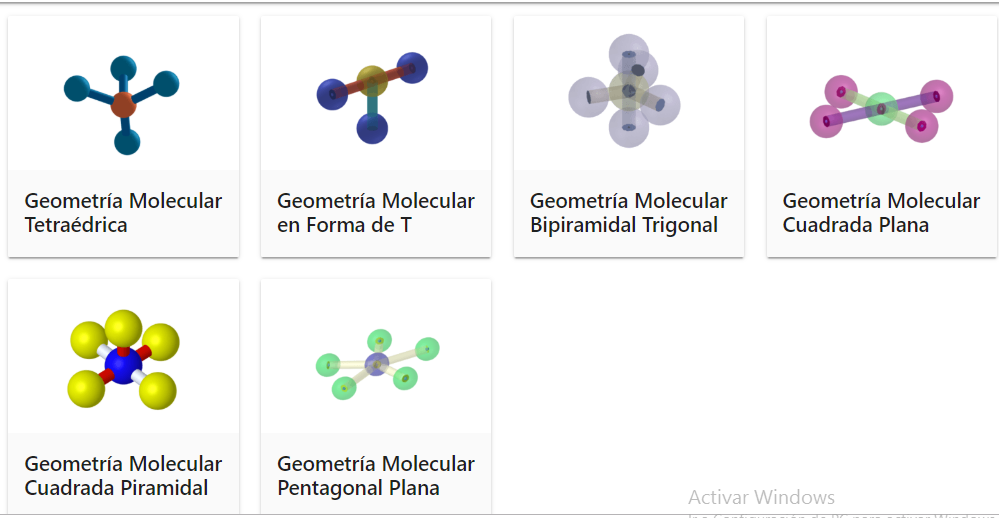 Geometría Molecular
Tetraédrica
Geometría Molecular
en Forma de T
Geometría Molecular
Bipiramidal Trigonal
Geometría Molecular
Cuadrada Plana
Geometría Molecular
Cuadrada Piramidal
Geometría Molecular
Pentagonal Plana
Activar Windows